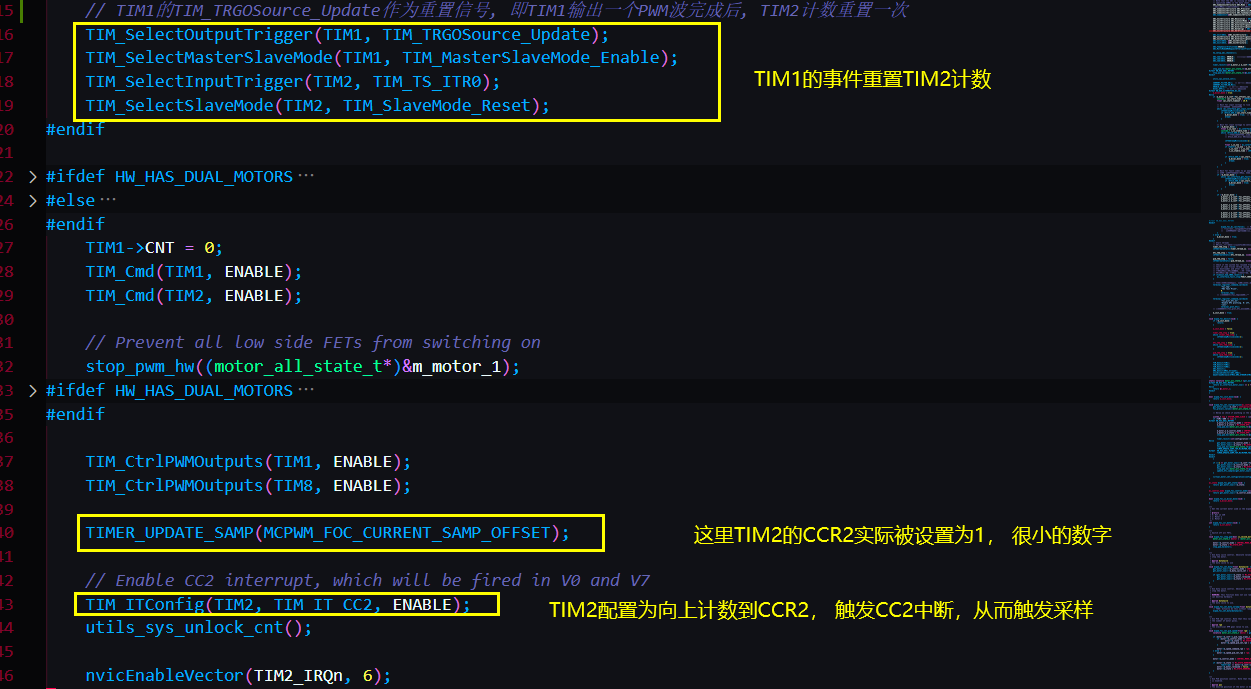 15 // TIM1的TIM_TRGOSource_Update作为重置信号, 即TIM1输出一个PWM波完成后, TIM2计数重置一次
16 TIM_SelectOutputTrigger(TIM1, TIM_TRGOSource_Update);
17 TIM_SelectMasterSlaveMode(TIM1, TIM_MasterSlaveMode_Enable);
TIM1的事件重置TIM2计数
18 TIM_SelectInputTrigger(TIM2, TIM_TS_ITR0);
19 TIM_SelectSlaveMode(TIM2, TIM_SlaveMode_Reset);
20 #endif
21
22 #ifdef HW_HAS_DUAL_MOTORS ···
24 #else ···
26 #endif
27 TIM1->CNT = 0;
28 TIM_Cmd(TIM1, ENABLE);
29 TIM_Cmd(TIM2, ENABLE);
30
31 // Prevent all low side FETs from switching on
32 stop_pwm_hw((motor_all_state_t*)&m_motor_1);
33 #ifdef HW_HAS_DUAL_MOTORS ···
35 #endif
36
37 TIM_CtrlPWMOutputs(TIM1, ENABLE);
38 TIM_CtrlPWMOutputs(TIM8, ENABLE);
39
40 TIMER_UPDATE_SAMP(MCPWM_FOC_CURRENT_SAMP_OFFSET);
这里TIM2的CCR2实际被设置为1， 很小的数字
41
42 // Enable CC2 interrupt, which will be fired in V0 and V7
43 TIM_ITConfig(TIM2, TIM_IT_CC2, ENABLE);
TIM2配置为向上计数到CCR2， 触发CC2中断，从而触发采样
44 utils_sys_unlock_cnt();
45
46 nvicEnableVector(TIM2_IRQn, 6);